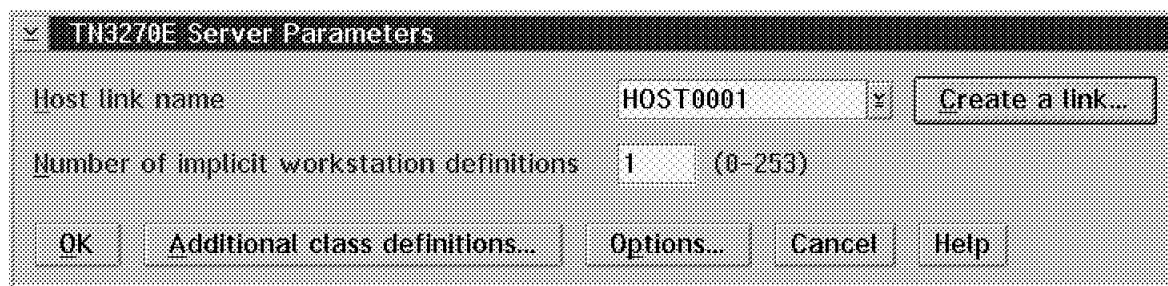 TN3270E Server Parameters
Host link name HOST0001 Create a link...
Number of implicit workstation definitions 1 (0-253)
OK Additional class definitions... Options... Cancel Help